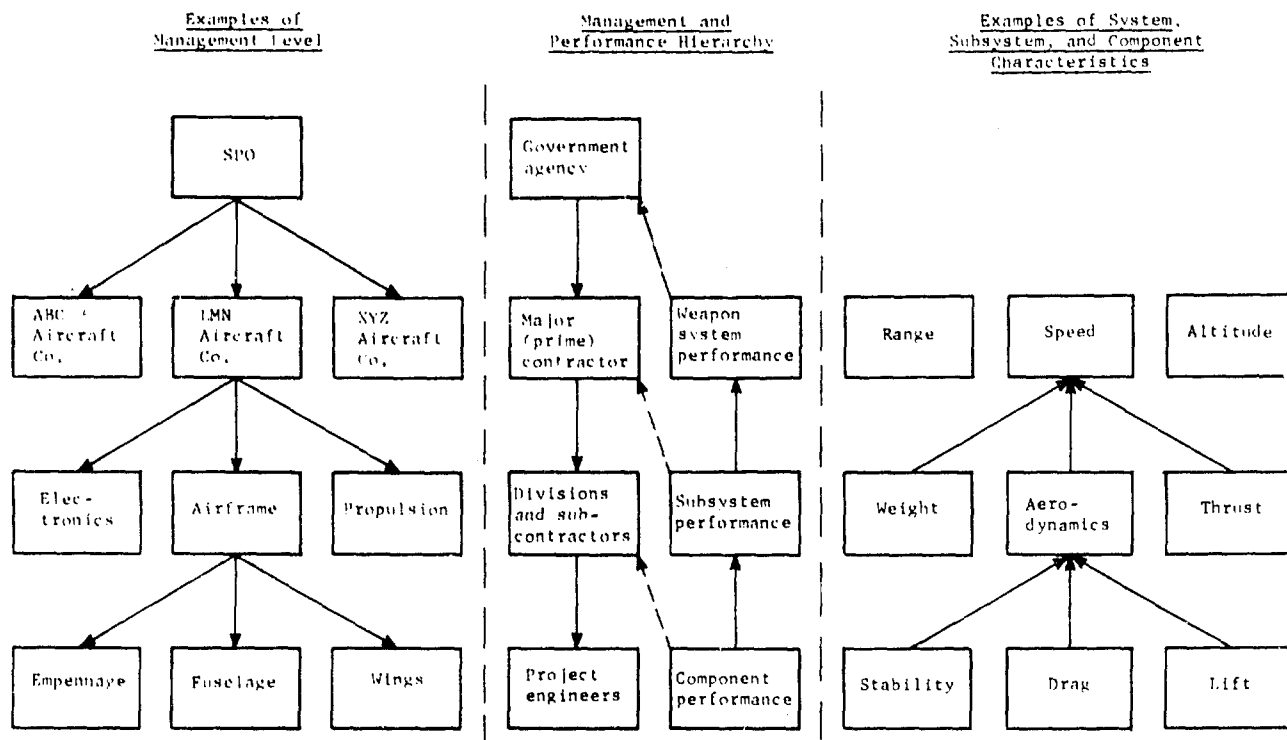 Examples of
Management Level
Management and
Performance Hierarchy
Examples of System,
Subsystem, and Component
Characteristics
SPO
Government
agency
ABC
Aircraft
Co.
LMN
Aircraft
Co.
XYZ
Aircraft
Co.
Major
(prime)
contractor
Weapon
system
performance
Range
Speed
Altitude
Elec-
tronics
Airframe
Propulsion
Divisions
and sub-
contractors
Subsystem
performance
Weight
Aero-
dynamics
Thrust
Empennage
Fuselage
Wings
Project
engineers
Component
performance
Stability
Drag
Lift